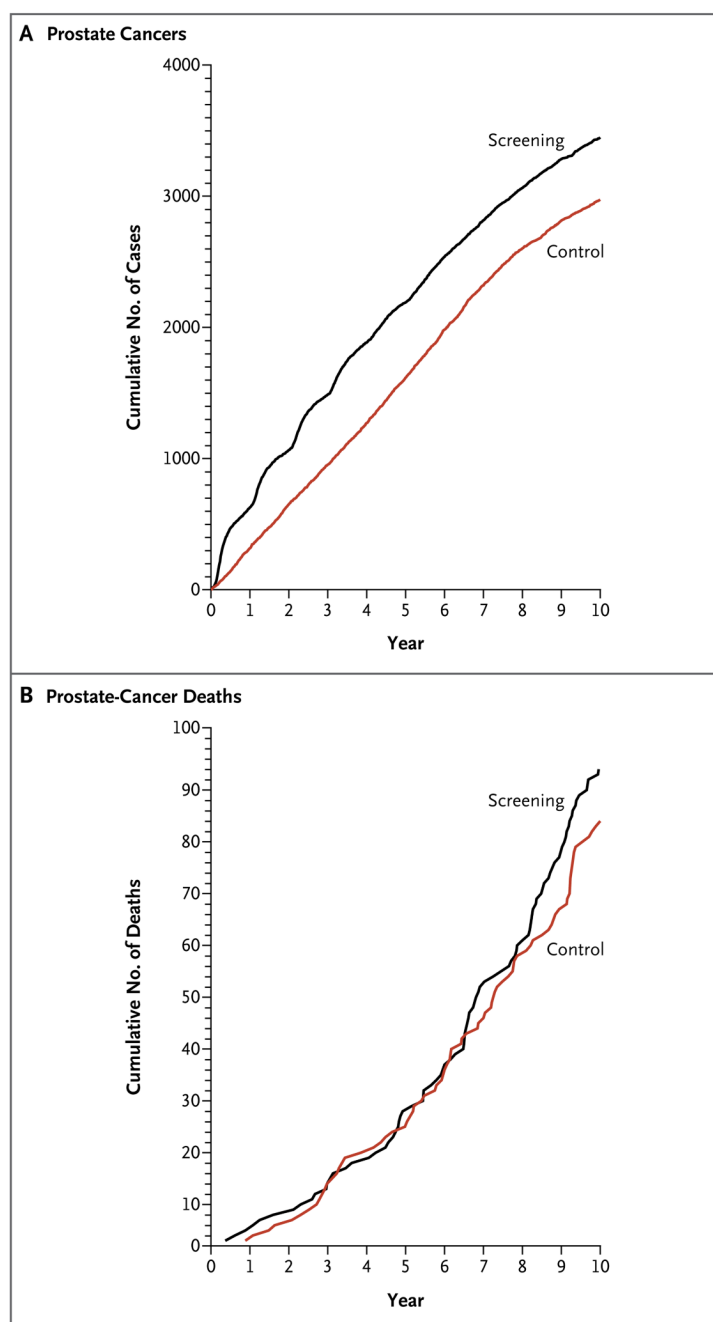 A Prostate Cancers
4000
3000
2000
1000
0
Cumulative No. of Cases
Screening
Control
0 1 2 3 4 5 6 7 8 9 10
Year
B Prostate-Cancer Deaths
100
90
80
70
60
50
40
30
20
10
0
Cumulative No. of Deaths
Screening
Control
0 1 2 3 4 5 6 7 8 9 10
Year